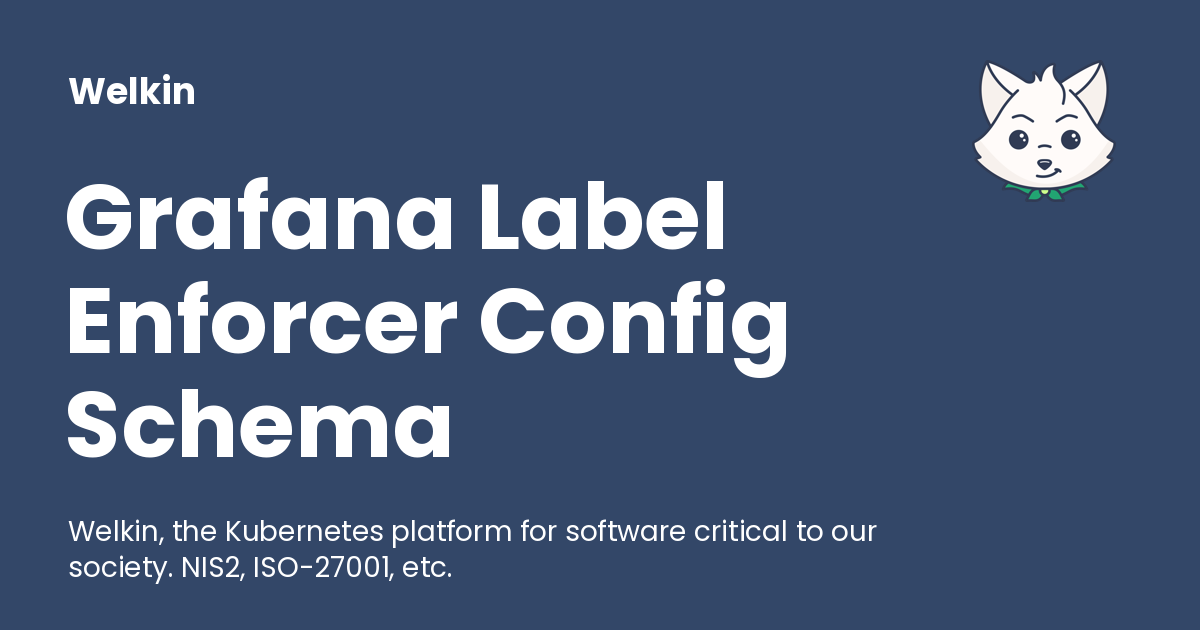 Welkin
Grafana Label
Enforcer Config
Schema
Welkin, the Kubernetes platform for software critical to our
society. NIS2, ISO-27001, etc.